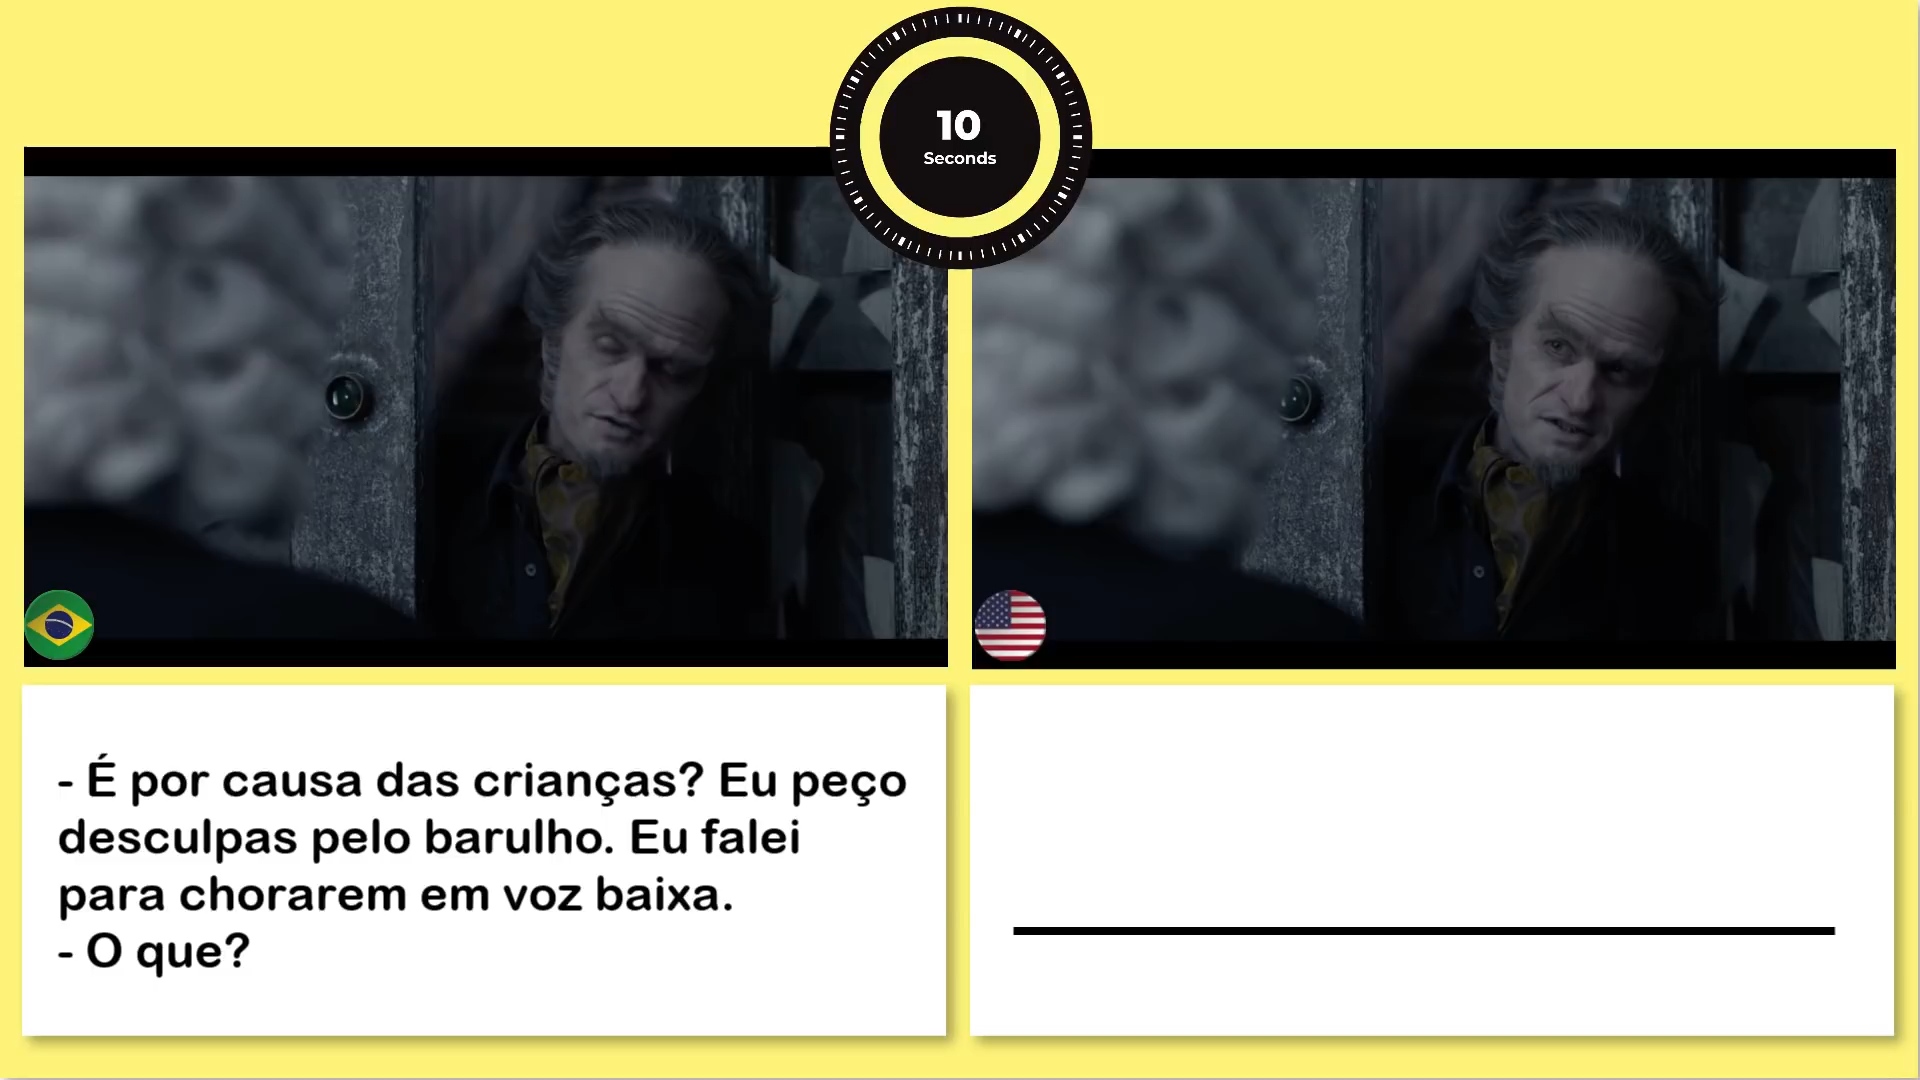 10
Seconds
- É por causa das crianças? Eu peço
desculpas pelo barulho. Eu falei
para chorarem em voz baixa.
- O que?